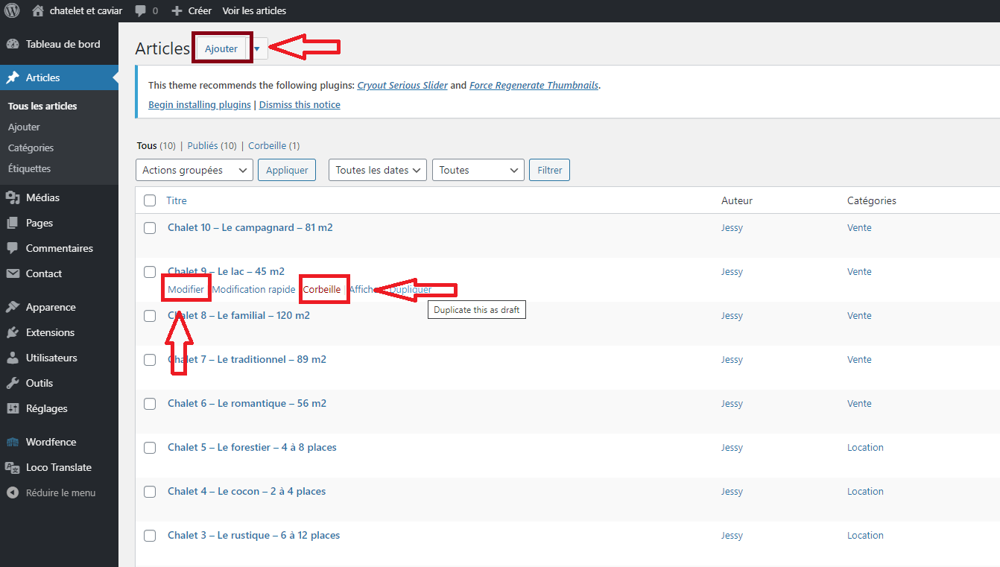 chatelet et caviar 0 Créer Voir les articles
Tableau de bord
Articles
Tous les articles
Ajouter
Catégories
Étiquettes
Médias
Pages
Commentaires
Contact
Apparence
Extensions
Utilisateurs
Outils
Réglages
Wordfence
Loco Translate
Réduire le menu
Articles Ajouter
This theme recommends the following plugins: Cryout Serious Slider and Force Regenerate Thumbnails.
Begin installing plugins | Dismiss this notice
Tous (10) | Publiés (10) | Corbeille (1)
Actions groupées Appliquer Toutes les dates Toutes Filtrer
Titre Auteur Catégories
Chalet 10 – Le campagnard – 81 m2 Jessy Vente
Chalet 9 – Le lac – 45 m2 Jessy Vente
Modifier Modification rapide Corbeille | Affiche Dupliquer
Duplicate this as draft
Chalet 8 – Le familial – 120 m2 Jessy Vente
Chalet 7 – Le traditionnel – 89 m2 Jessy Vente
Chalet 6 – Le romantique – 56 m2 Jessy Vente
Chalet 5 – Le forestier – 4 à 8 places Jessy Location
Chalet 4 – Le cocon – 2 à 4 places Jessy Location
Chalet 3 – Le rustique – 6 à 12 places Jessy Location